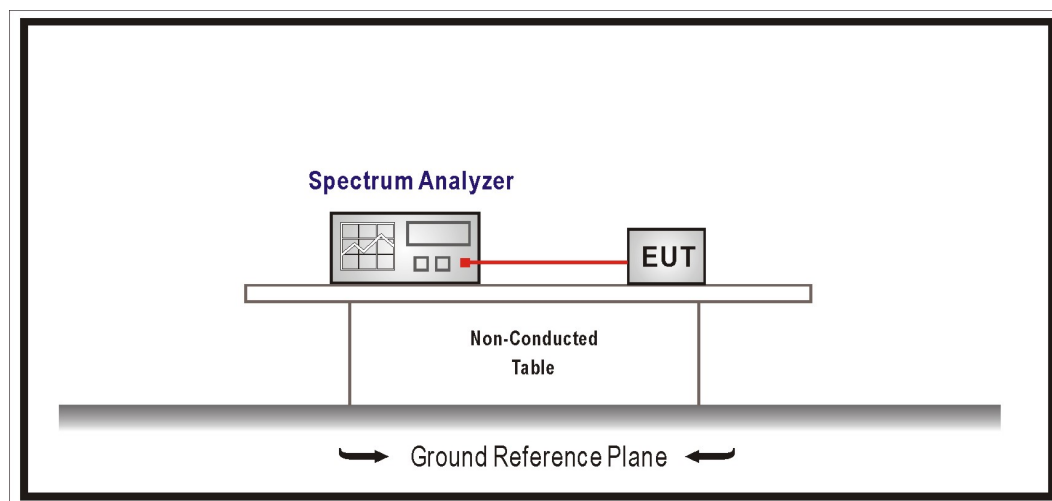 Spectrum Analyzer
EUT
Non-Conducted
Table
Ground Reference Plane